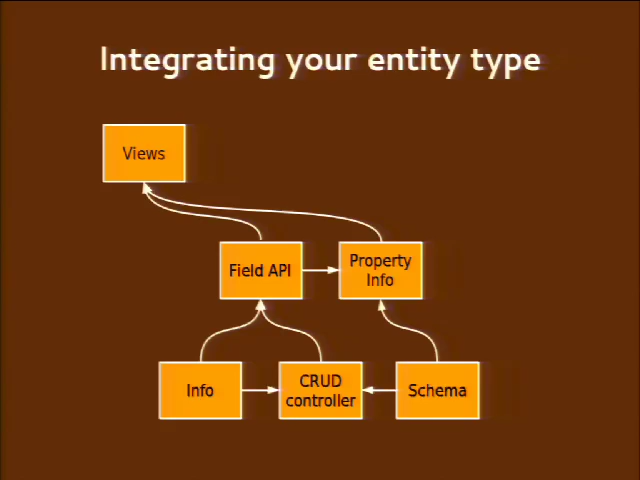 Integrating your entity type
Views
Field API
Property
Info
Info
CRUD
controller
Schema